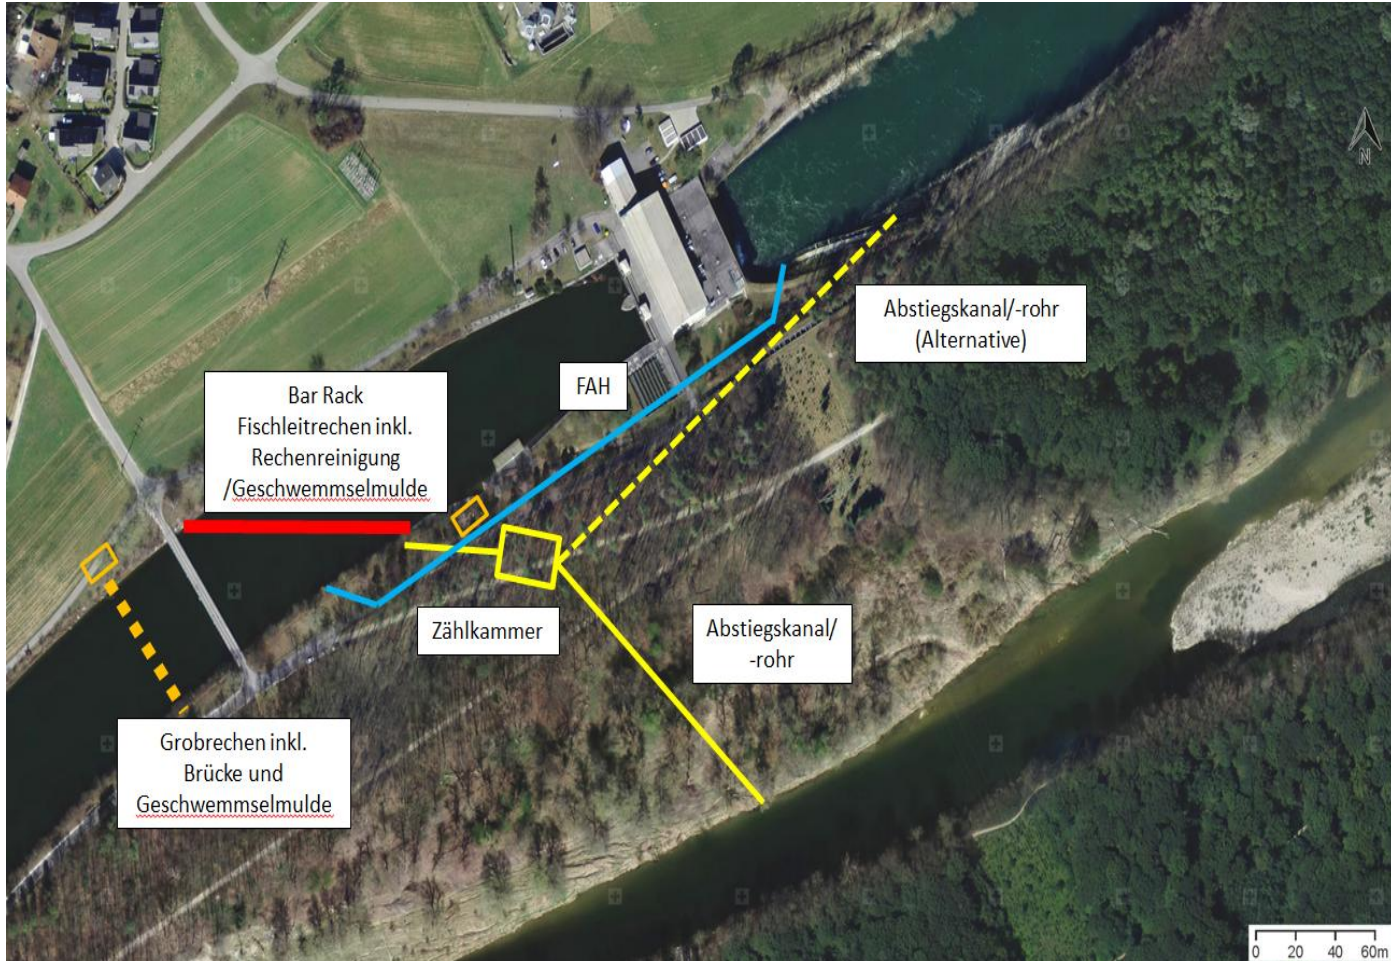 N
Abstiegskanal/-rohr
(Alternative)
FAH
Bar Rack
Fischleitrechen inkl.
Rechenreinigung
/Geschwemmselmulde
Zählkammer
Abstiegskanal/
-rohr
Grobrechen inkl.
Brücke und
Geschwemmselmulde
0 20 40 60m